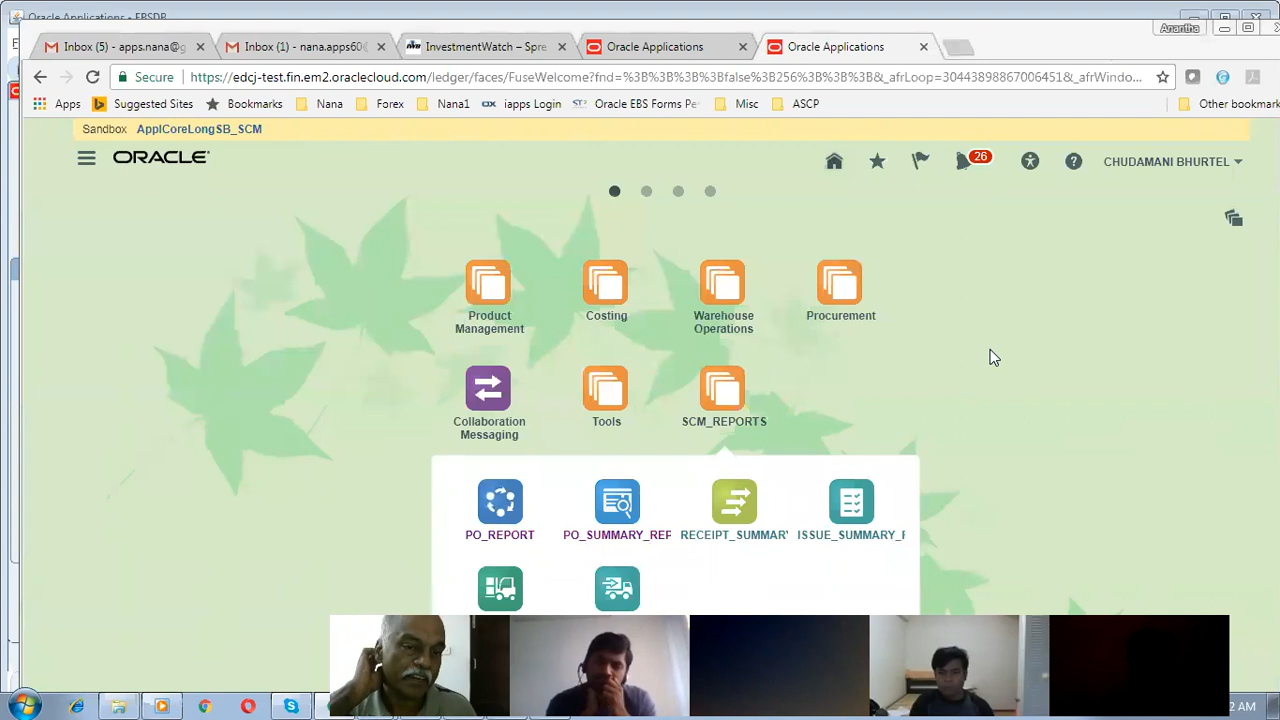 Oracle Applications - EBSDB
Anantha
Inbox (5) - apps.nana@g
Inbox (1) - nana.apps60@
InvestmentWatch – Spre
Oracle Applications
Oracle Applications
Secure
https://edcj-test.fin.em2.oraclecloud.com/ledger/faces/FuseWelcome?fnd=%3B%3B%3B%3Bfalse%3B256%3B%3B%3B&_afrLoop=30443898867006451&_afrWindo...
Apps
Suggested Sites
Bookmarks
Nana
Forex
Nana1
iapps Login
Oracle EBS Forms Pe
Misc
ASCP
Other bookmark
Sandbox ApplCoreLongSB_SCM
ORACLE
26
CHUDAMANI BHURTEL
Product
Management
Costing
Warehouse
Operations
Procurement
Collaboration
Messaging
Tools
SCM_REPORTS
PO_REPORT
PO_SUMMARY_REP
RECEIPT_SUMMARY
ISSUE_SUMMARY_F
2 AM